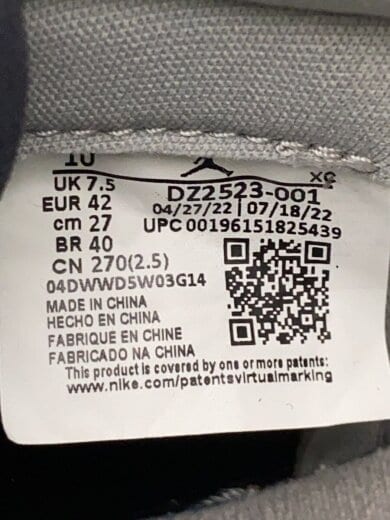 10
XC
UK 7.5
DZ2523-001
EUR 42
04/27/22 | 07/18/22
cm 27
UPC 00196151825439
BR 40
CN 270(2.5)
04DWWD5W03G14
MADE IN CHINA
HECHO EN CHINA
FABRIQUE EN CHINE
FABRICADO NA CHINA
This product is covered by one or more patents:
www.nike.com/patentsvirtualmarking